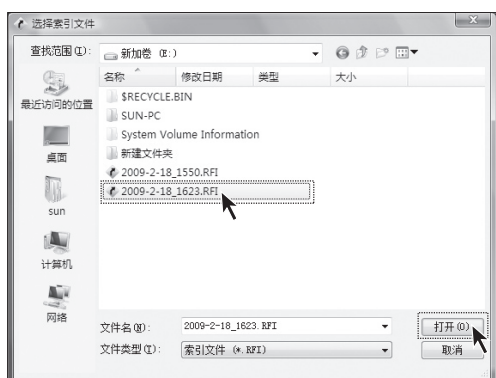 选择索引文件
查找范围(I): 新加卷 (E:)
名称 修改日期 类型 大小
$RECYCLE.BIN
SUN-PC
System Volume Information
新建文件夹
2009-2-18_1550.RFI
2009-2-18_1623.RFI
最近访问的位置
桌面
sun
计算机
网络
文件名(N): 2009-2-18_1623.RFI 打开(O)
文件类型(T): 索引文件 (*.RFI) 取消